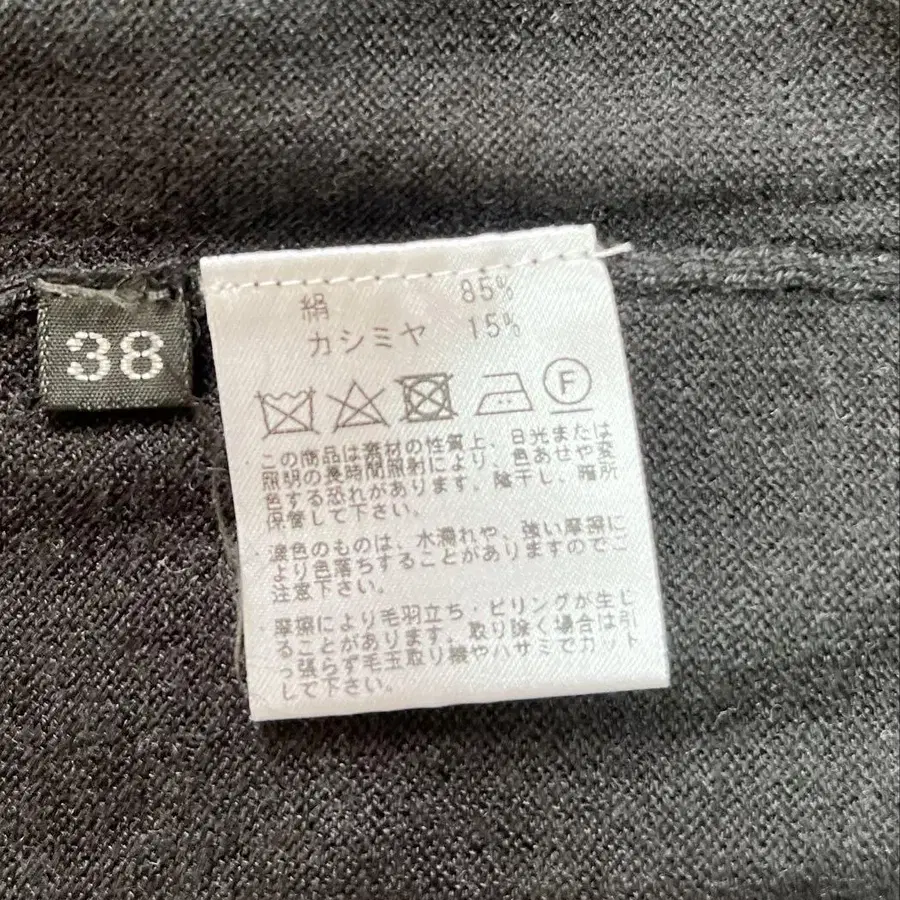 38
絹 85%
カシミヤ 15%
F
・この商品は素材の性質上、日光または
照明の長時間照射により、色あせや変
色する恐れがあります。陰干し、暗所
保管して下さい。
・濃色のものは、水濡れや、強い摩擦に
より色落ちすることがありますのでご
注意下さい。
・摩擦により毛羽立ち・ピリングが生じ
ることがあります。取り除く場合は引
っ張らず毛玉取り機やハサミでカット
して下さい。